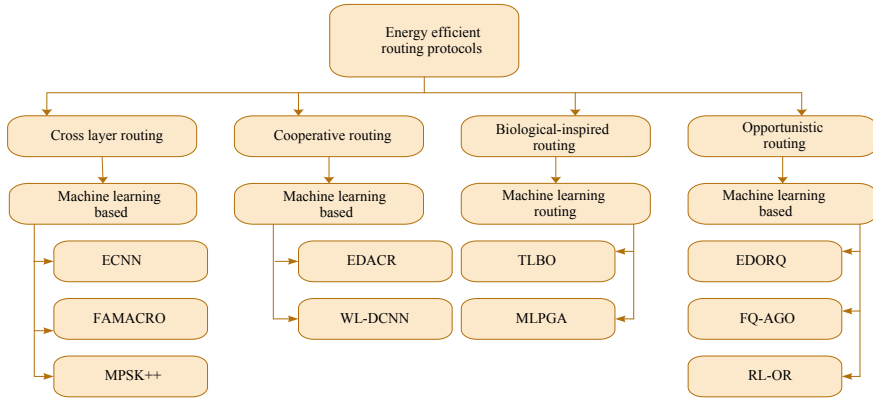 Energy efficient
routing protocols
Cross layer routing
Cooperative routing
Biological-inspired
routing
Opportunistic
routing
Machine learning
based
Machine learning
based
Machine learning
routing
Machine learning
based
ECNN
EDACR
TLBO
EDORQ
FAMACRO
WL-DCNN
MLPGA
FQ-AGO
MPSK++
RL-OR